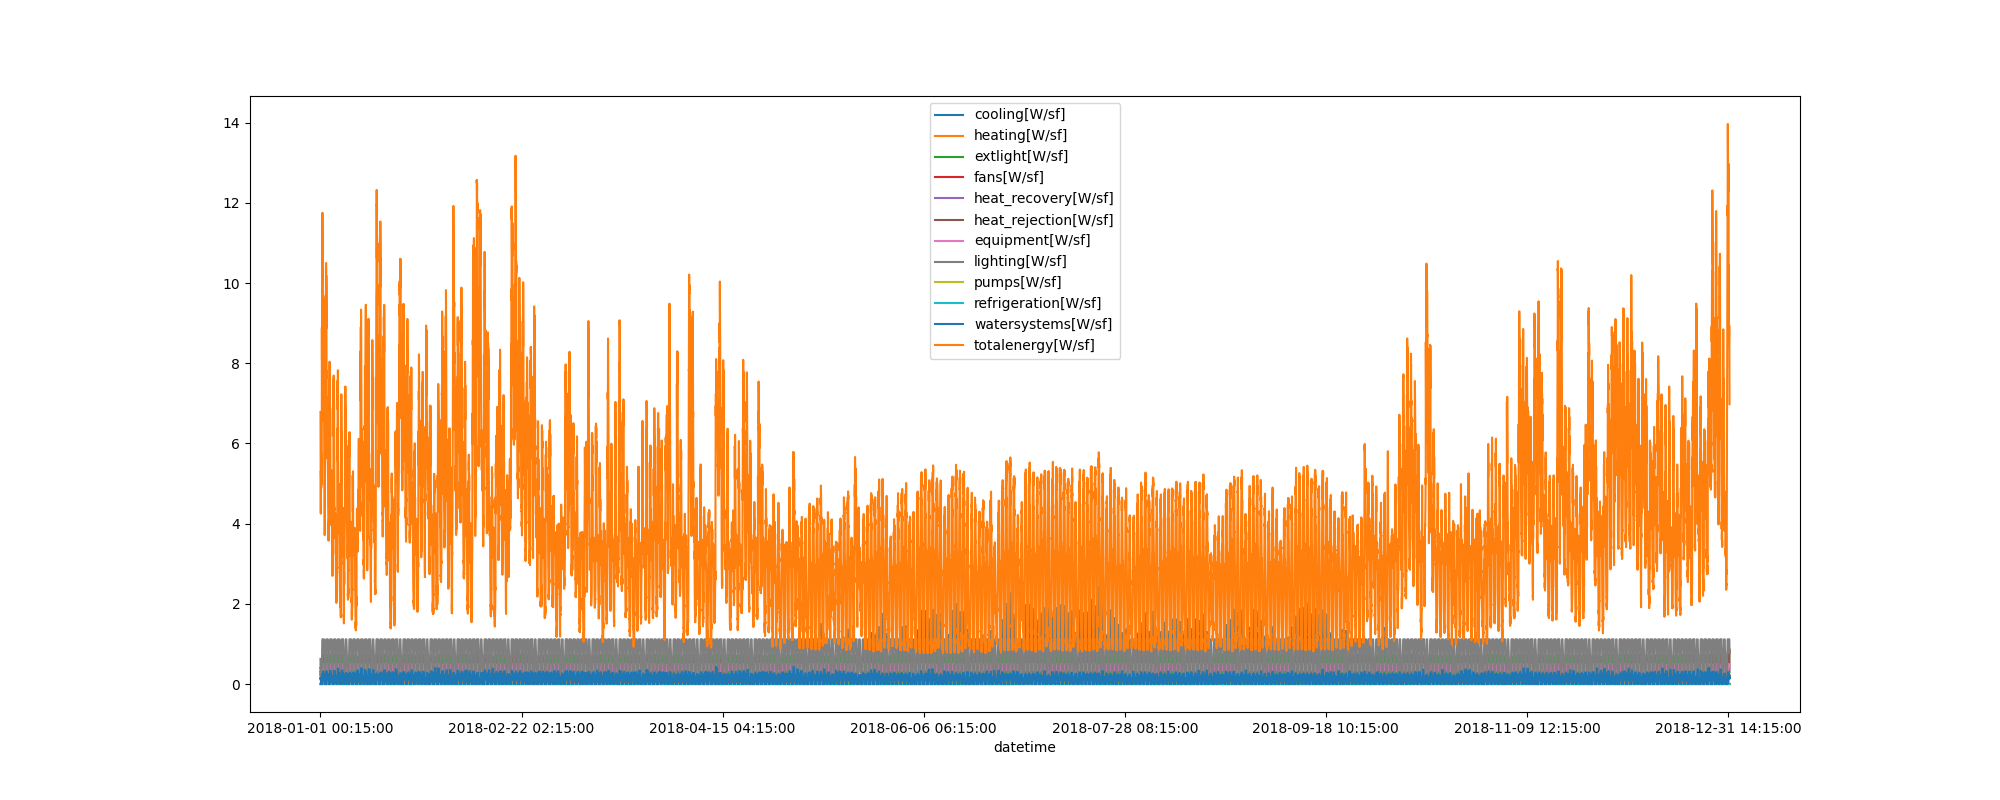 14
12
10
8
6
4
2
0
cooling[W/sf]
heating[W/sf]
extlight[W/sf]
fans[W/sf]
heat_recovery[W/sf]
heat_rejection[W/sf]
equipment[W/sf]
lighting[W/sf]
pumps[W/sf]
refrigeration[W/sf]
watersystems[W/sf]
totalenergy[W/sf]
2018-01-01 00:15:00 2018-02-22 02:15:00 2018-04-15 04:15:00 2018-06-06 06:15:00 2018-07-28 08:15:00 2018-09-18 10:15:00 2018-11-09 12:15:00 2018-12-31 14:15:00
datetime